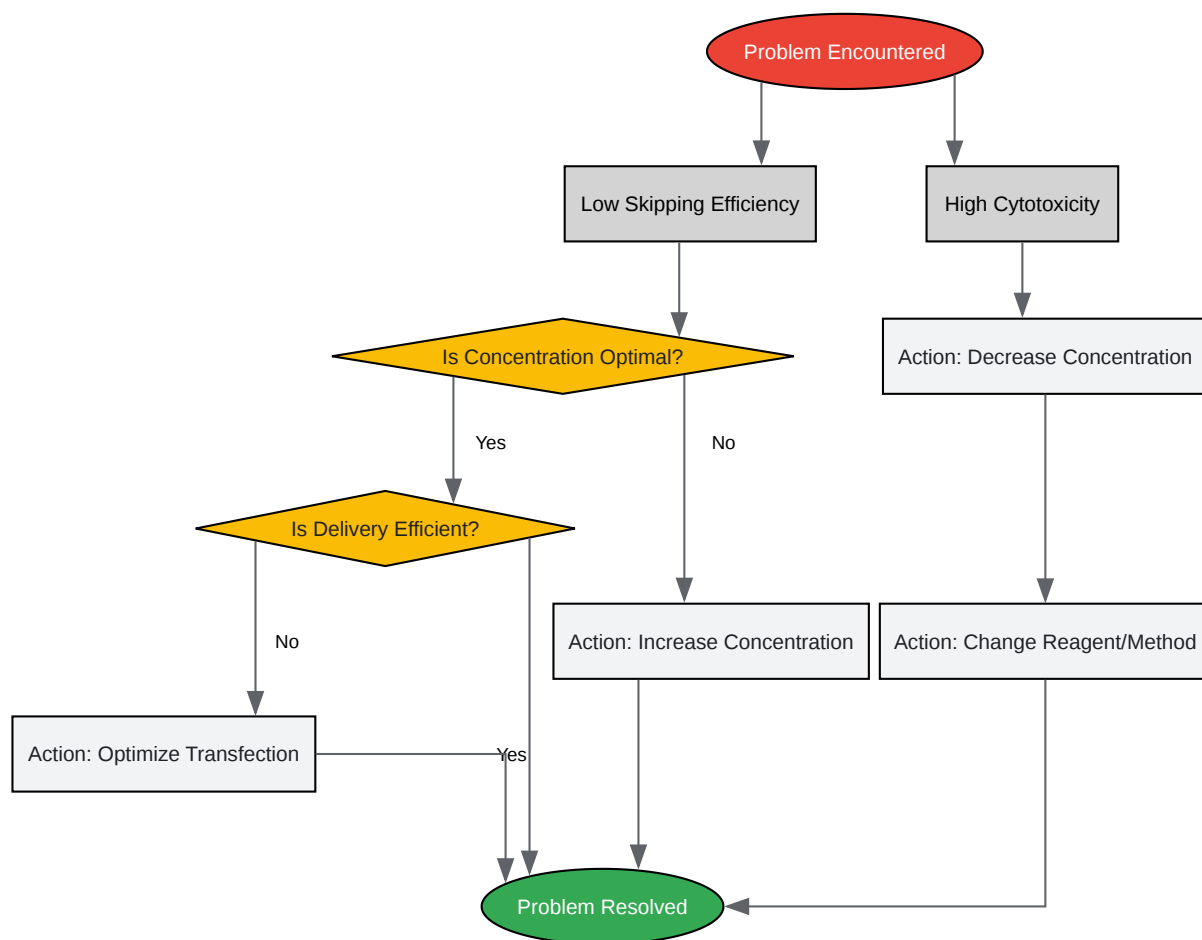 Problem Encountered
Low Skipping Efficiency
High Cytotoxicity
Is Concentration Optimal?
Action: Decrease Concentration
Yes
No
Is Delivery Efficient?
No
Action: Increase Concentration
Action: Change Reagent/Method
Action: Optimize Transfection
Yes
Problem Resolved